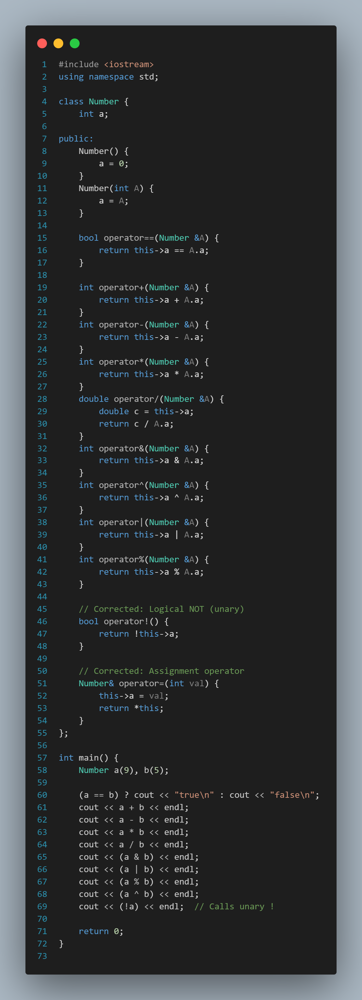 1 #include <iostream>
2 using namespace std;
3
4 class Number {
5     int a;
6
7 public:
8     Number() {
9         a = 0;
10     }
11     Number(int A) {
12         a = A;
13     }
14
15     bool operator==(Number &A) {
16         return this->a == A.a;
17     }
18
19     int operator+(Number &A) {
20         return this->a + A.a;
21     }
22     int operator-(Number &A) {
23         return this->a - A.a;
24     }
25     int operator*(Number &A) {
26         return this->a * A.a;
27     }
28     double operator/(Number &A) {
29         double c = this->a;
30         return c / A.a;
31     }
32     int operator&(Number &A) {
33         return this->a & A.a;
34     }
35     int operator^(Number &A) {
36         return this->a ^ A.a;
37     }
38     int operator|(Number &A) {
39         return this->a | A.a;
40     }
41     int operator%(Number &A) {
42         return this->a % A.a;
43     }
44
45     // Corrected: Logical NOT (unary)
46     bool operator!() {
47         return !this->a;
48     }
49
50     // Corrected: Assignment operator
51     Number& operator=(int val) {
52         this->a = val;
53         return *this;
54     }
55 };
56
57 int main() {
58     Number a(9), b(5);
59
60     (a == b) ? cout << "true\n" : cout << "false\n";
61     cout << a + b << endl;
62     cout << a - b << endl;
63     cout << a * b << endl;
64     cout << a / b << endl;
65     cout << (a & b) << endl;
66     cout << (a | b) << endl;
67     cout << (a % b) << endl;
68     cout << (a ^ b) << endl;
69     cout << (!a) << endl;  // Calls unary !
70
71     return 0;
72 }
73